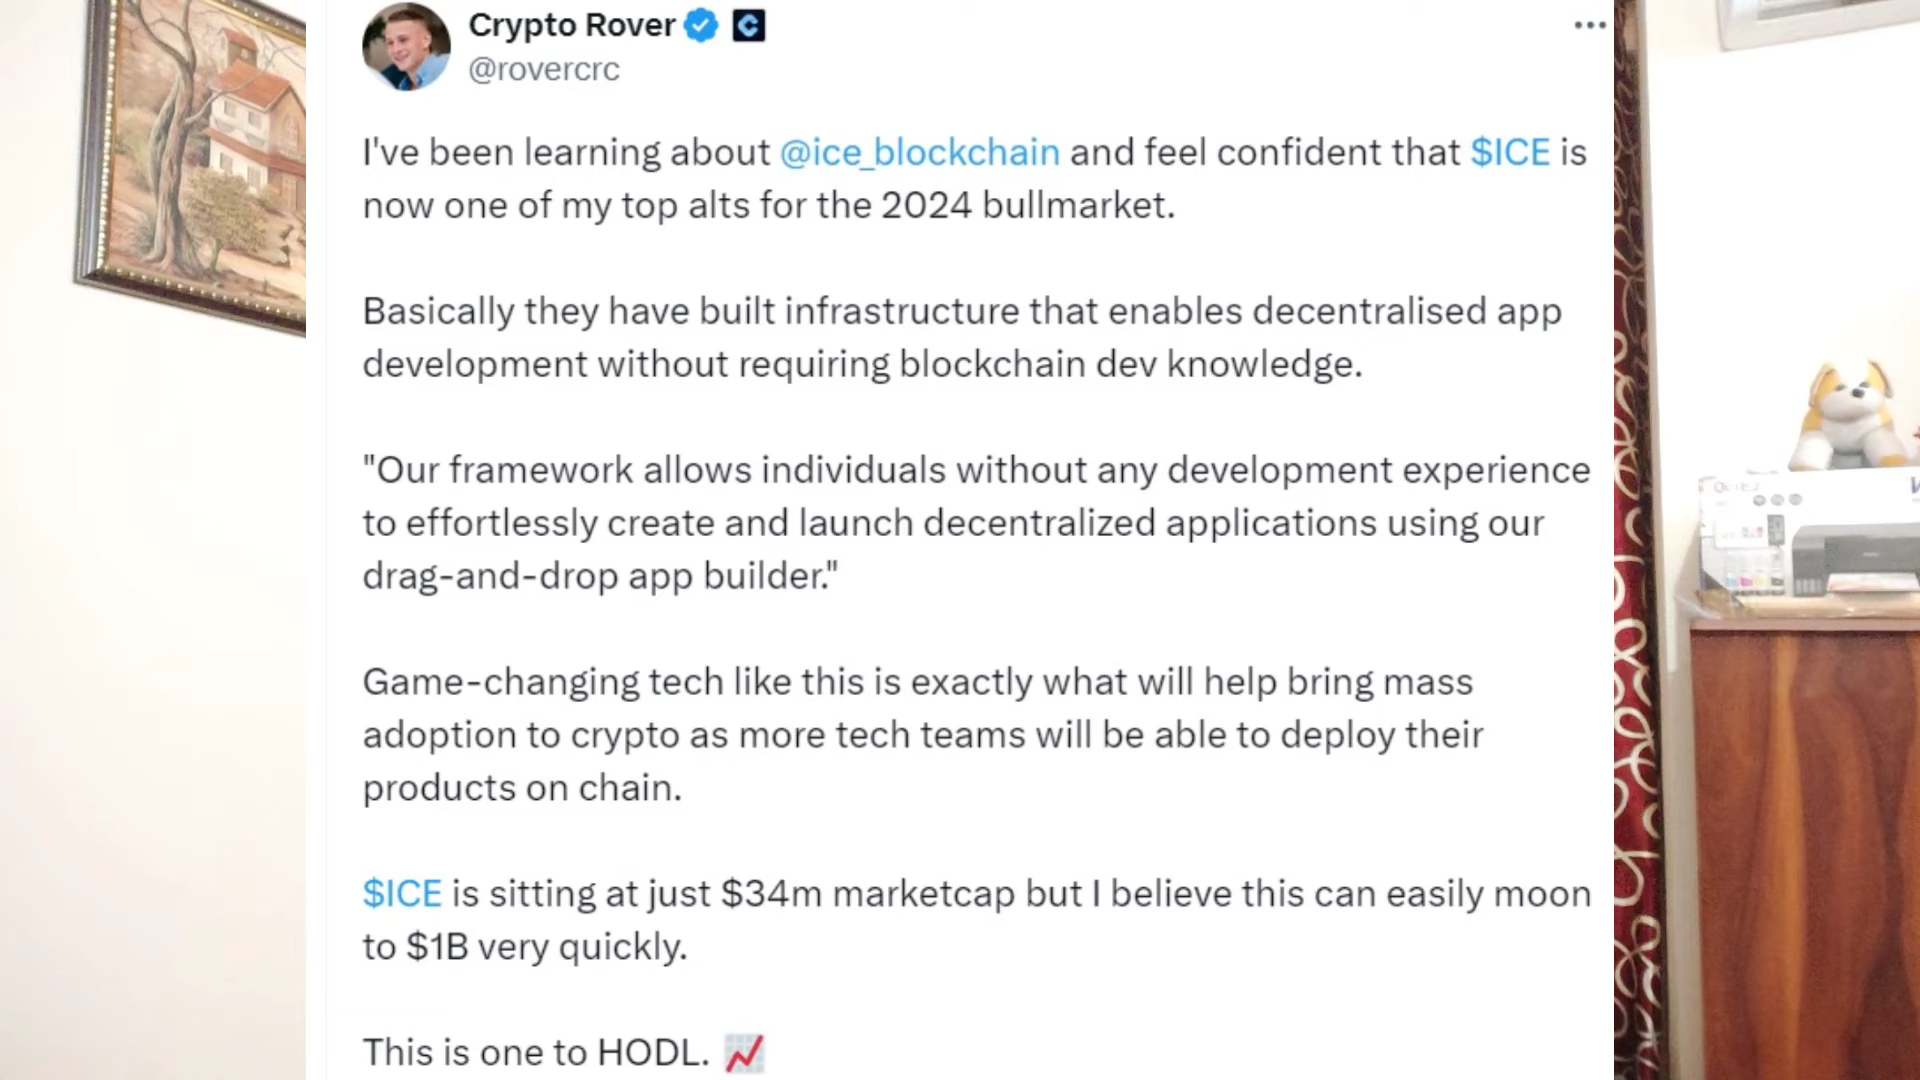 Crypto Rover
@rovercrc
I've been learning about @ice_blockchain and feel confident that $ICE is
now one of my top alts for the 2024 bullmarket.
Basically they have built infrastructure that enables decentralised app
development without requiring blockchain dev knowledge.
"Our framework allows individuals without any development experience
to effortlessly create and launch decentralized applications using our
drag-and-drop app builder."
Game-changing tech like this is exactly what will help bring mass
adoption to crypto as more tech teams will be able to deploy their
products on chain.
$ICE is sitting at just $34m marketcap but I believe this can easily moon
to $1B very quickly.
This is one to HODL.